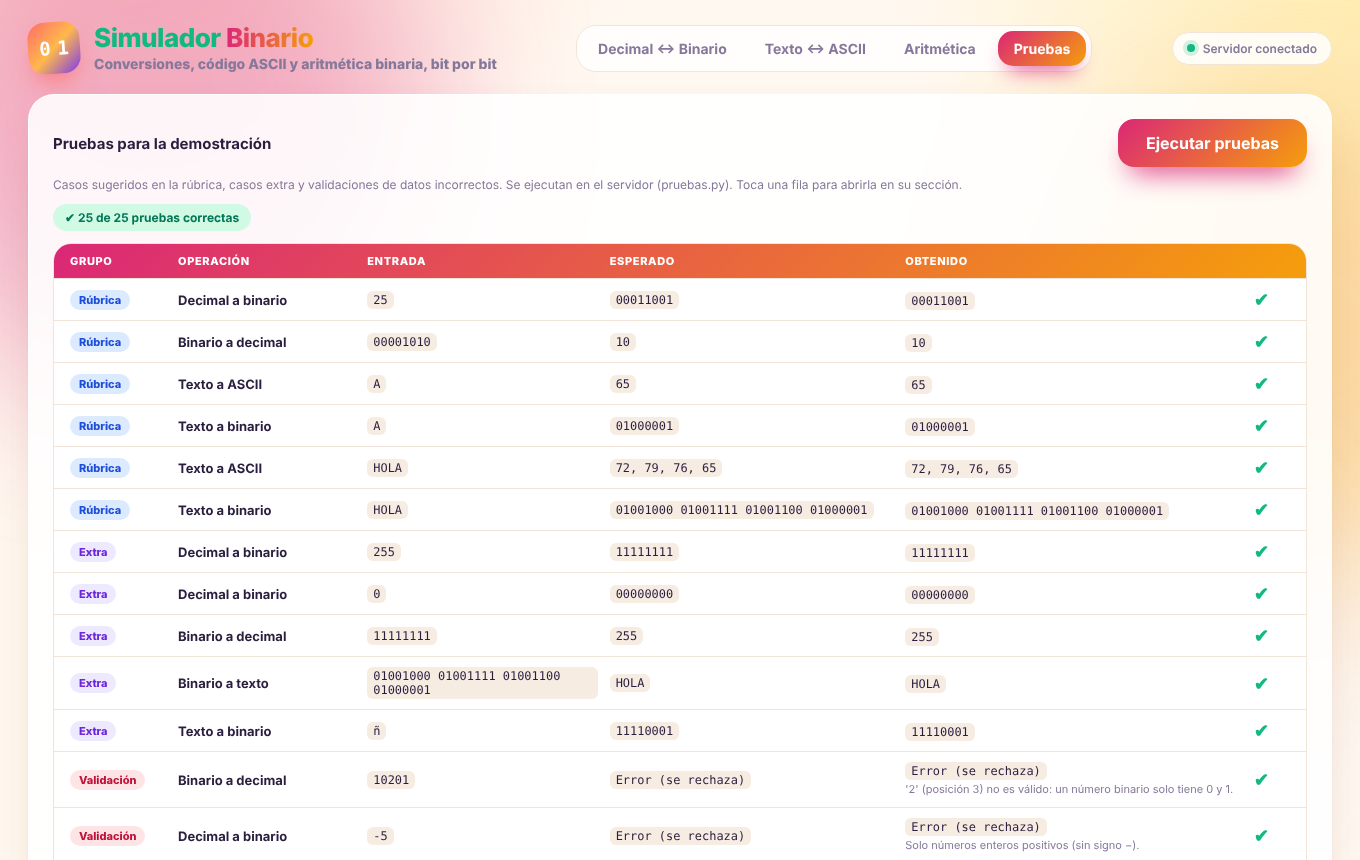 0 1
Simulador Binario
Conversiones, código ASCII y aritmética binaria, bit por bit
Decimal ↔ Binario
Texto ↔ ASCII
Aritmética
Pruebas
Servidor conectado
Pruebas para la demostración
Ejecutar pruebas
Casos sugeridos en la rúbrica, casos extra y validaciones de datos incorrectos. Se ejecutan en el servidor (pruebas.py). Toca una fila para abrirla en su sección.
✔ 25 de 25 pruebas correctas
GRUPO OPERACIÓN ENTRADA ESPERADO OBTENIDO
Rúbrica Decimal a binario 25 00011001 00011001 ✔
Rúbrica Binario a decimal 00001010 10 10 ✔
Rúbrica Texto a ASCII A 65 65 ✔
Rúbrica Texto a binario A 01000001 01000001 ✔
Rúbrica Texto a ASCII HOLA 72, 79, 76, 65 72, 79, 76, 65 ✔
Rúbrica Texto a binario HOLA 01001000 01001111 01001100 01000001 01001000 01001111 01001100 01000001 ✔
Extra Decimal a binario 255 11111111 11111111 ✔
Extra Decimal a binario 0 00000000 00000000 ✔
Extra Binario a decimal 11111111 255 255 ✔
Extra Binario a texto 01001000 01001111 01001100 01000001 HOLA HOLA ✔
Extra Texto a binario ñ 11110001 11110001 ✔
Validación Binario a decimal 10201 Error (se rechaza) Error (se rechaza) ✔
'2' (posición 3) no es válido: un número binario solo tiene 0 y 1.
Validación Decimal a binario -5 Error (se rechaza) Error (se rechaza) ✔
Solo números enteros positivos (sin signo −).